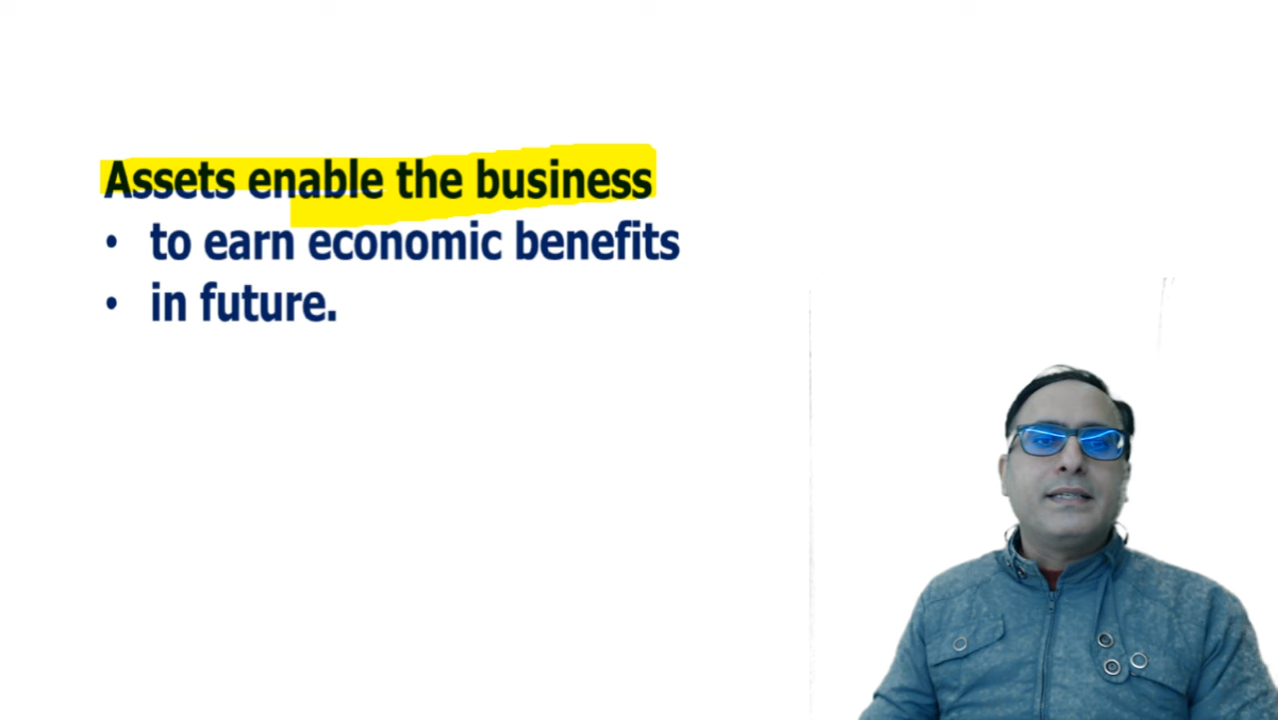 Assets enable the business
• to earn economic benefits
• in future.